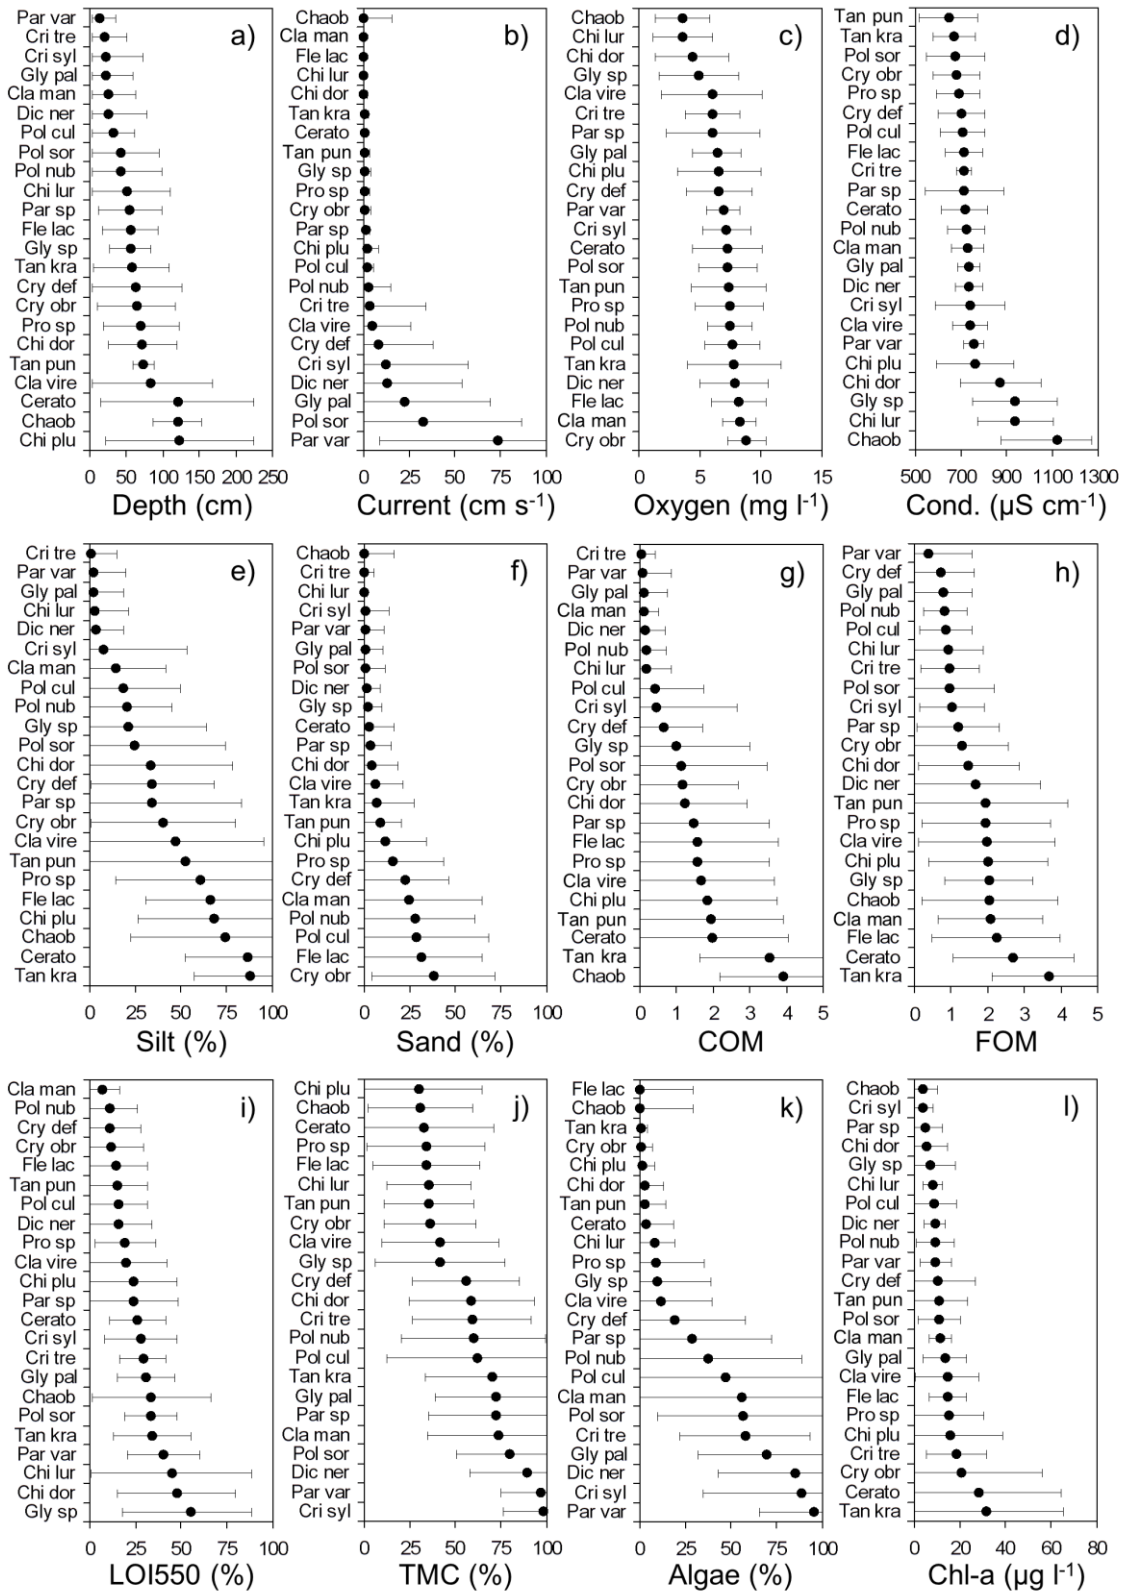 a)
Par var
Cri tre
Cri syl
Gly pal
Cla man
Dic ner
Pol cul
Pol sor
Pol nub
Chi lur
Par sp
Fle lac
Gly sp
Tan kra
Cry def
Cry obr
Pro sp
Chi dor
Tan pun
Cla vire
Cerato
Chaob
Chi plu
0 50 100 150 200 250
Depth (cm)
b)
Chaob
Cla man
Fle lac
Chi lur
Chi dor
Tan kra
Cerato
Tan pun
Gly sp
Pro sp
Cry obr
Par sp
Chi plu
Pol cul
Pol nub
Cri tre
Cla vire
Cry def
Cri syl
Dic ner
Gly pal
Pol sor
Par var
0 25 50 75 100
Current (cm s⁻¹)
c)
Chaob
Chi lur
Chi dor
Gly sp
Cla vire
Cri tre
Par sp
Gly pal
Chi plu
Cry def
Par var
Cri syl
Cerato
Pol sor
Tan pun
Pro sp
Pol nub
Pol cul
Tan kra
Dic ner
Fle lac
Cla man
Cry obr
0 5 10 15
Oxygen (mg l⁻¹)
d)
Tan pun
Tan kra
Pol sor
Cry obr
Pro sp
Cry def
Pol cul
Fle lac
Cri tre
Par sp
Cerato
Pol nub
Cla man
Gly pal
Dic ner
Cri syl
Cla vire
Par var
Chi plu
Chi dor
Gly sp
Chi lur
Chaob
500 700 900 1100 1300
Cond. (µS cm⁻¹)
e)
Cri tre
Par var
Gly pal
Chi lur
Dic ner
Cri syl
Cla man
Pol cul
Pol nub
Gly sp
Pol sor
Chi dor
Cry def
Par sp
Cry obr
Cla vire
Tan pun
Pro sp
Fle lac
Chi plu
Chaob
Cerato
Tan kra
0 25 50 75 100
Silt (%)
f)
Chaob
Cri tre
Chi lur
Cri syl
Par var
Gly pal
Pol sor
Dic ner
Gly sp
Cerato
Par sp
Chi dor
Cla vire
Tan kra
Tan pun
Chi plu
Pro sp
Cry def
Cla man
Pol nub
Pol cul
Fle lac
Cry obr
0 25 50 75 100
Sand (%)
g)
Cri tre
Par var
Gly pal
Cla man
Dic ner
Pol nub
Chi lur
Pol cul
Cri syl
Cry def
Gly sp
Pol sor
Cry obr
Chi dor
Par sp
Fle lac
Pro sp
Cla vire
Chi plu
Tan pun
Cerato
Tan kra
Chaob
0 1 2 3 4 5
COM
h)
Par var
Cry def
Gly pal
Pol nub
Pol cul
Chi lur
Cri tre
Pol sor
Cri syl
Par sp
Cry obr
Chi dor
Dic ner
Tan pun
Pro sp
Cla vire
Chi plu
Gly sp
Chaob
Cla man
Fle lac
Cerato
Tan kra
0 1 2 3 4 5
FOM
i)
Cla man
Pol nub
Cry def
Cry obr
Fle lac
Tan pun
Pol cul
Dic ner
Pro sp
Cla vire
Chi plu
Par sp
Cerato
Cri syl
Cri tre
Gly pal
Chaob
Pol sor
Tan kra
Par var
Chi lur
Chi dor
Gly sp
0 25 50 75 100
LOI550 (%)
j)
Chi plu
Chaob
Cerato
Pro sp
Fle lac
Chi lur
Tan pun
Cry obr
Cla vire
Gly sp
Cry def
Chi dor
Cri tre
Pol nub
Pol cul
Tan kra
Gly pal
Par sp
Cla man
Pol sor
Dic ner
Par var
Cri syl
0 25 50 75 100
TMC (%)
k)
Fle lac
Chaob
Tan kra
Cry obr
Chi plu
Chi dor
Tan pun
Cerato
Chi lur
Pro sp
Gly sp
Cla vire
Cry def
Par sp
Pol nub
Pol cul
Cla man
Pol sor
Cri tre
Gly pal
Dic ner
Cri syl
Par var
0 25 50 75 100
Algae (%)
l)
Chaob
Cri syl
Par sp
Chi dor
Gly sp
Chi lur
Pol cul
Dic ner
Pol nub
Par var
Cry def
Tan pun
Pol sor
Cla man
Gly pal
Cla vire
Fle lac
Pro sp
Chi plu
Cri tre
Cry obr
Cerato
Tan kra
0 20 40 60 80
Chl-a (µg l⁻¹)